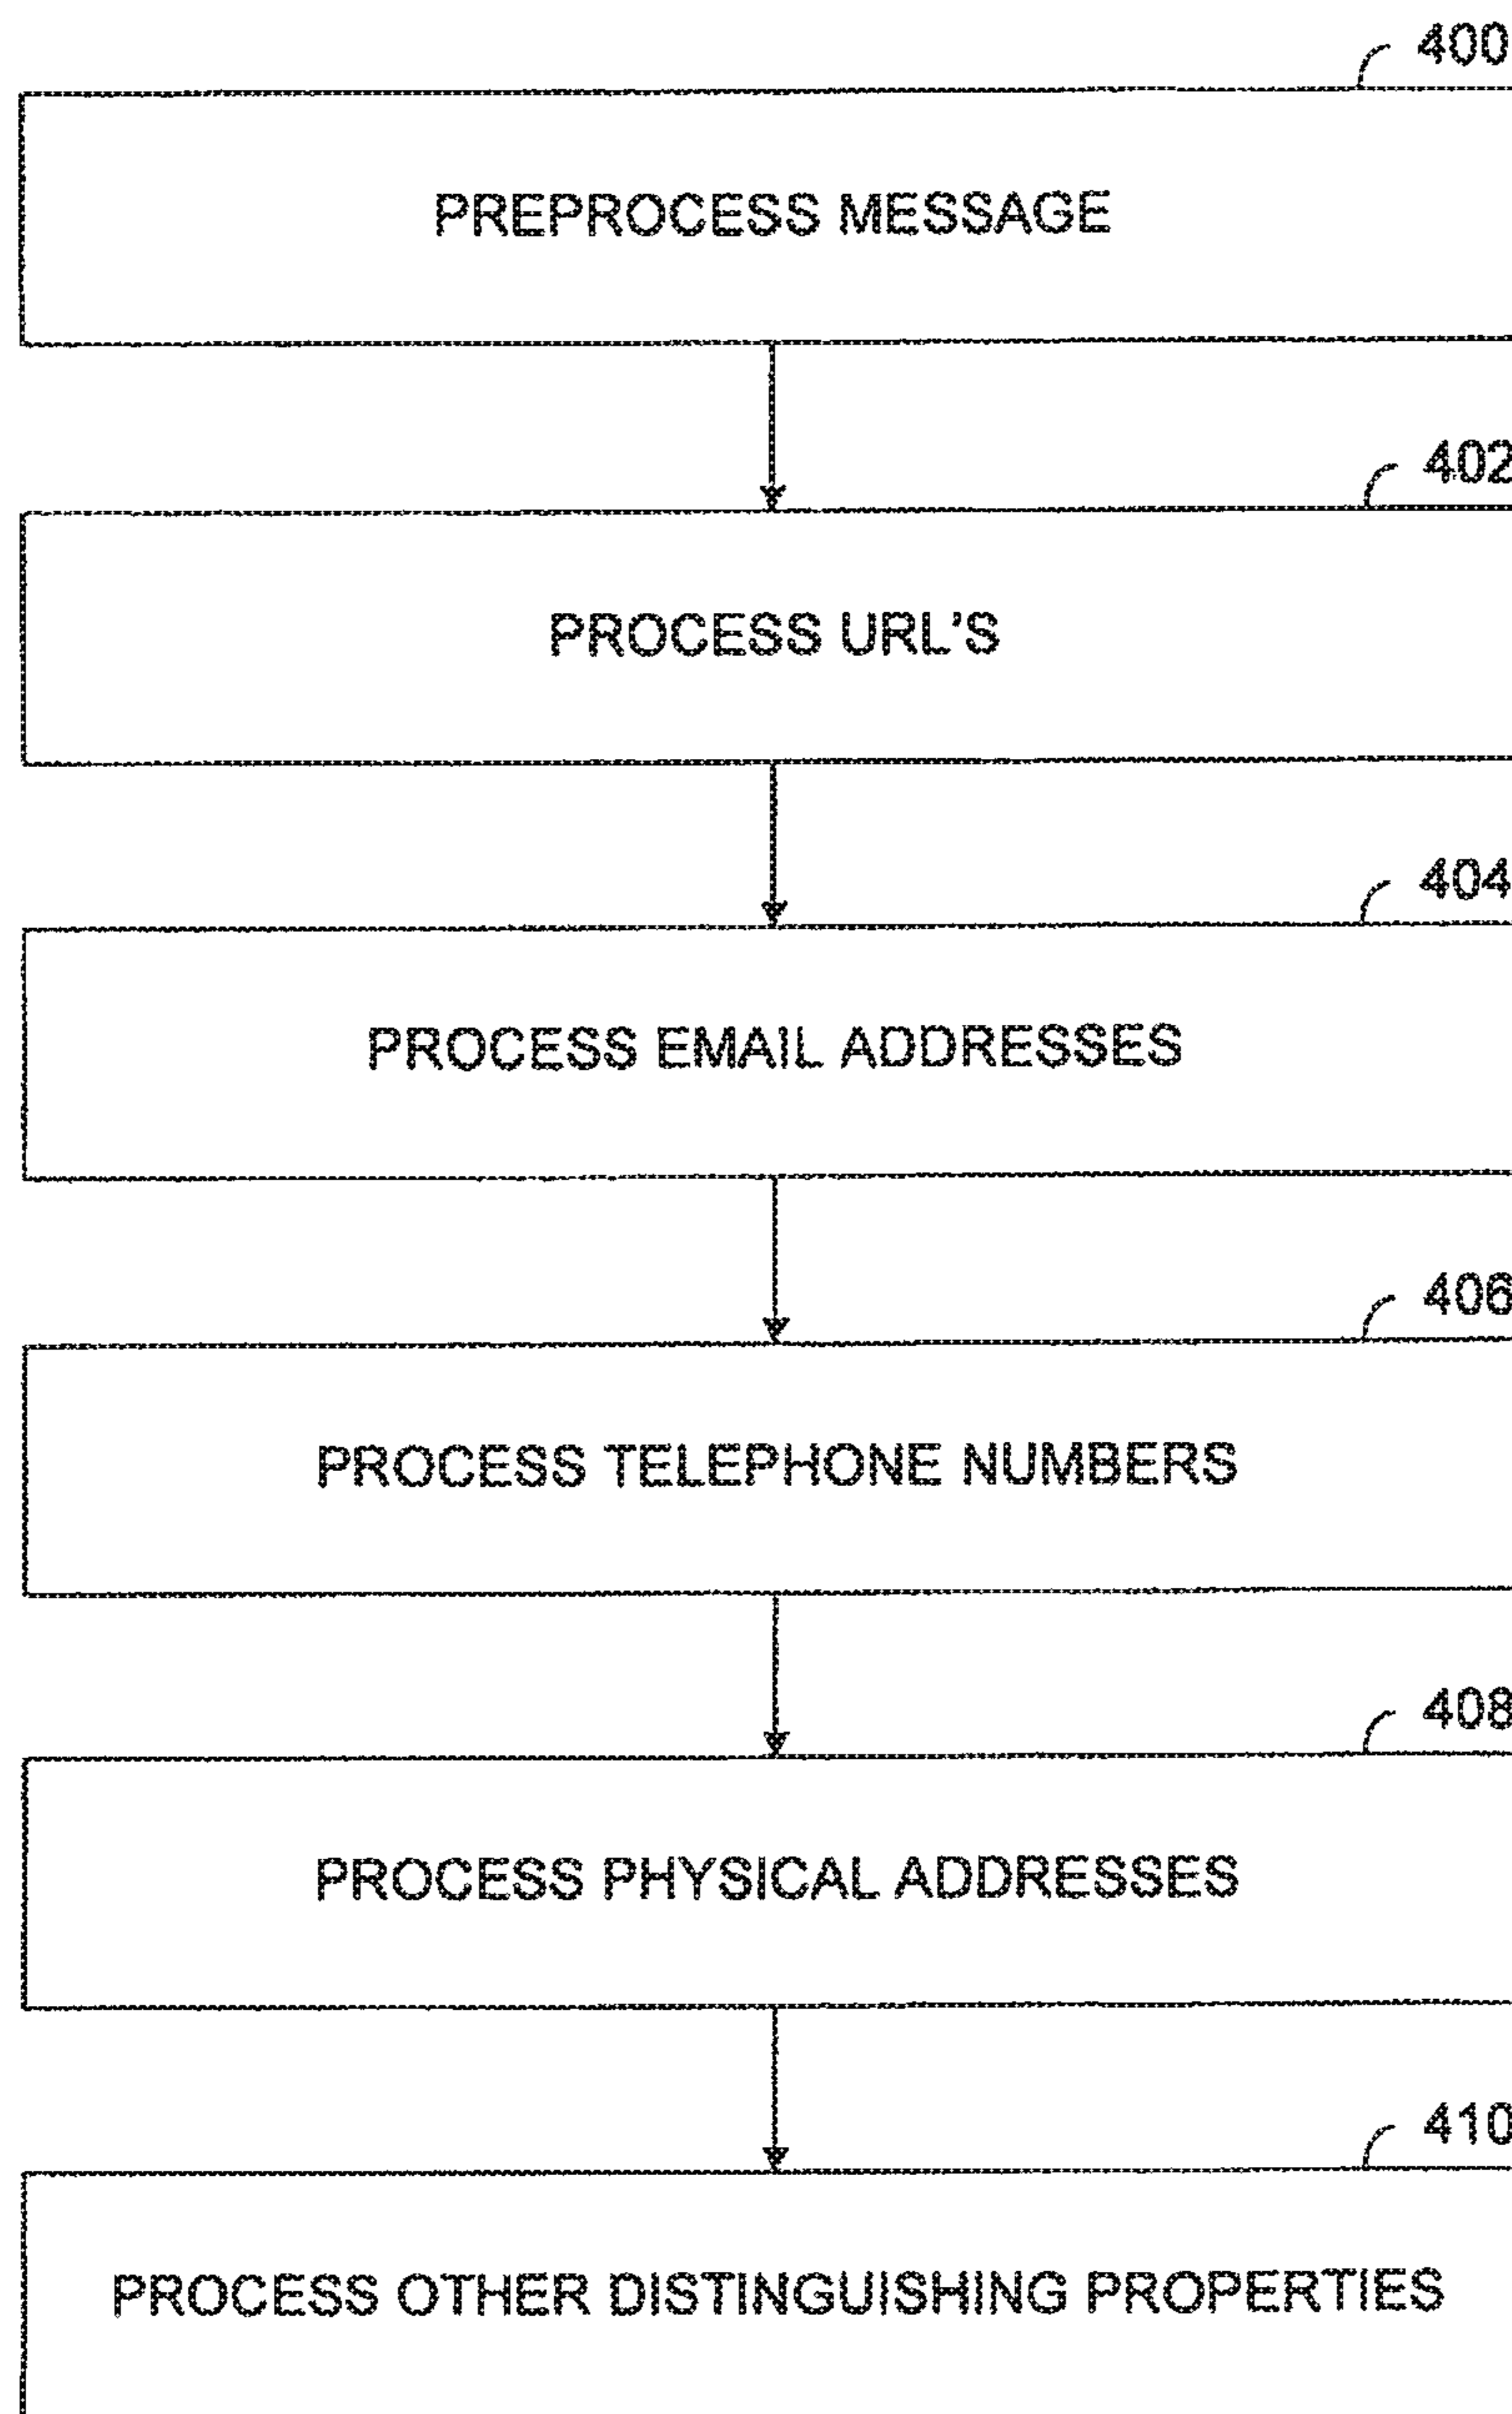 400
PREPROCESS MESSAGE
402
PROCESS URL'S
404
PROCESS EMAIL ADDRESSES
406
PROCESS TELEPHONE NUMBERS
408
PROCESS PHYSICAL ADDRESSES
410
PROCESS OTHER DISTINGUISHING PROPERTIES